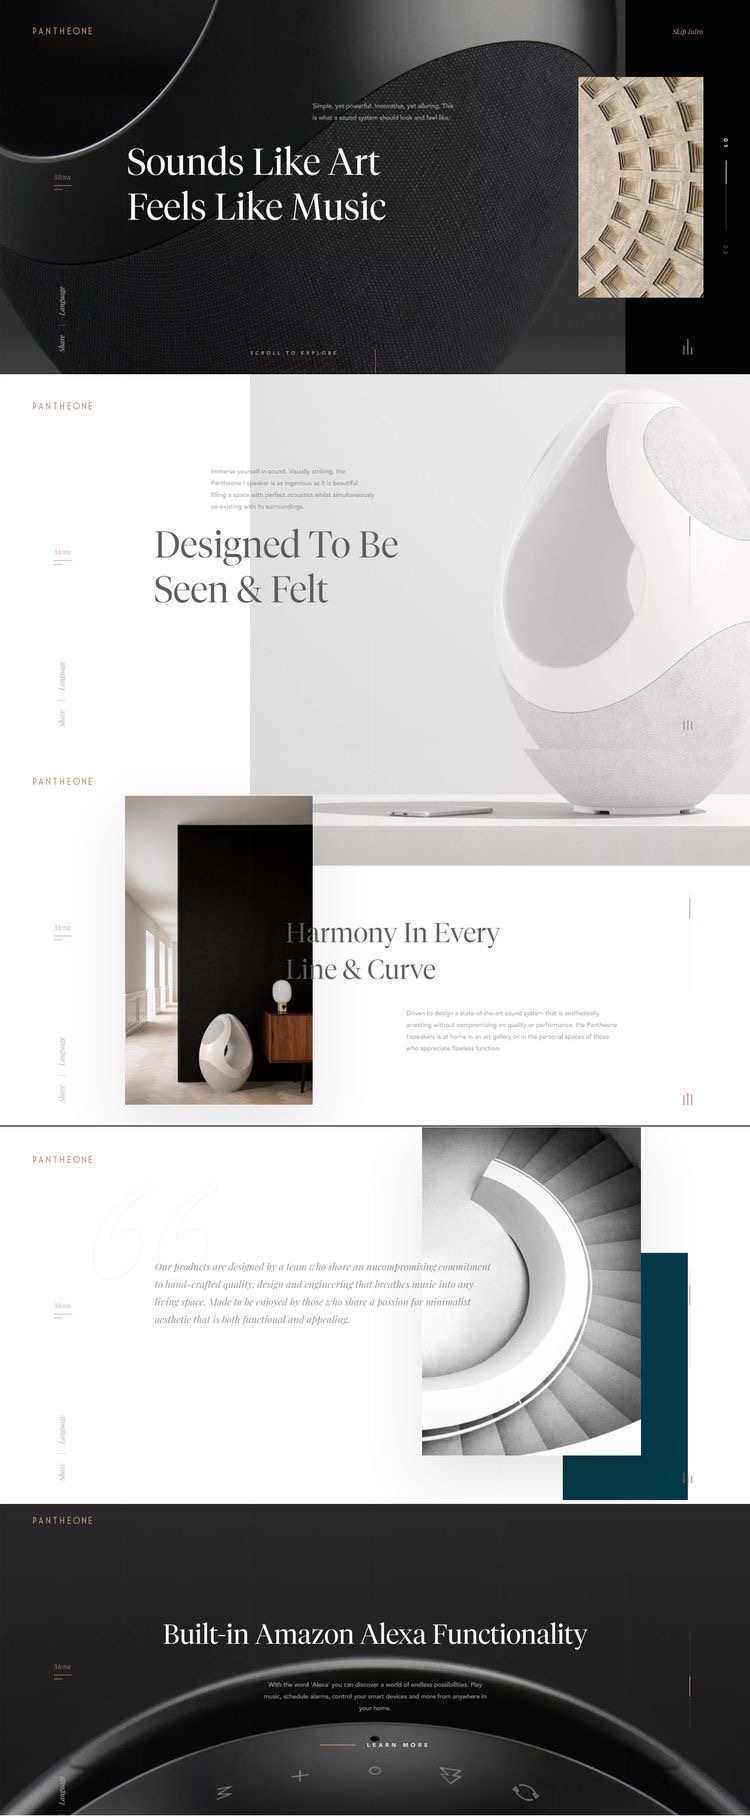 PANTHEONE
Skip Intro
Simple, yet powerful. Innovative, yet alluring. This
is what a sound system should look and feel like.
01
Sounds Like Art
Feels Like Music
Menu
03
Share | Language
SCROLL TO EXPLORE
PANTHEONE
Immerse yourself in sound. Visually striking, the
Pantheone I speaker is as ingenious as it is beautiful,
filling a space with perfect acoustics whilst simultaneously
co-existing with its surroundings.
Designed To Be
Seen & Felt
Menu
Share | Language
PANTHEONE
Menu
Harmony In Every
Line & Curve
Driven to design a state-of-the-art sound system that is aesthetically
arresting without compromising on quality or performance, the Pantheone
I speakers is at home in an art gallery or in the personal spaces of those
who appreciate flawless function.
Share | Language
PANTHEONE
Our products are designed by a team who share an uncompromising commitment
to hand-crafted quality, design and engineering that breathes music into any
living space. Made to be enjoyed by those who share a passion for minimalist
aesthetic that is both functional and appealing.
Menu
Share | Language
PANTHEONE
Built-in Amazon Alexa Functionality
Menu
With the word 'Alexa' you can discover a world of endless possibilities. Play
music, schedule alarms, control your smart devices and more from anywhere in
your home.
LEARN MORE
Language